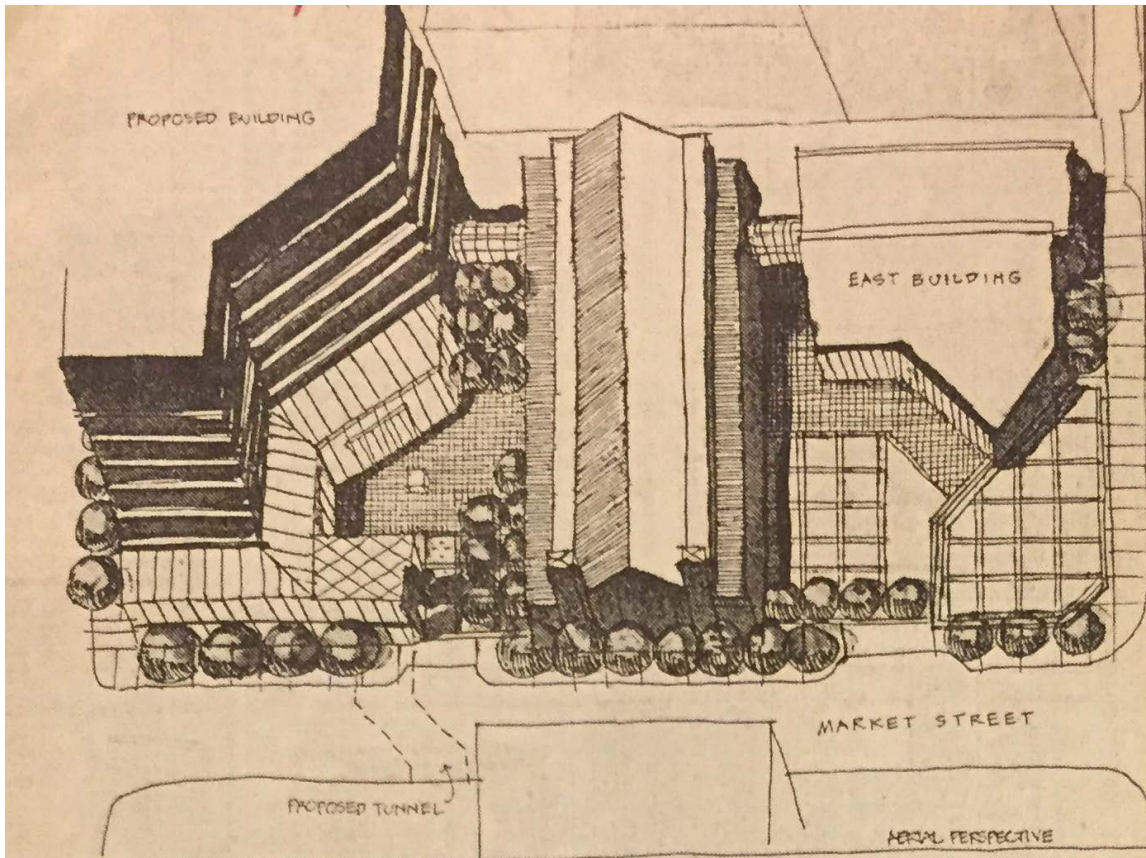 PROPOSED BUILDING
EAST BUILDING
MARKET STREET
PROPOSED TUNNEL
AERIAL PERSPECTIVE